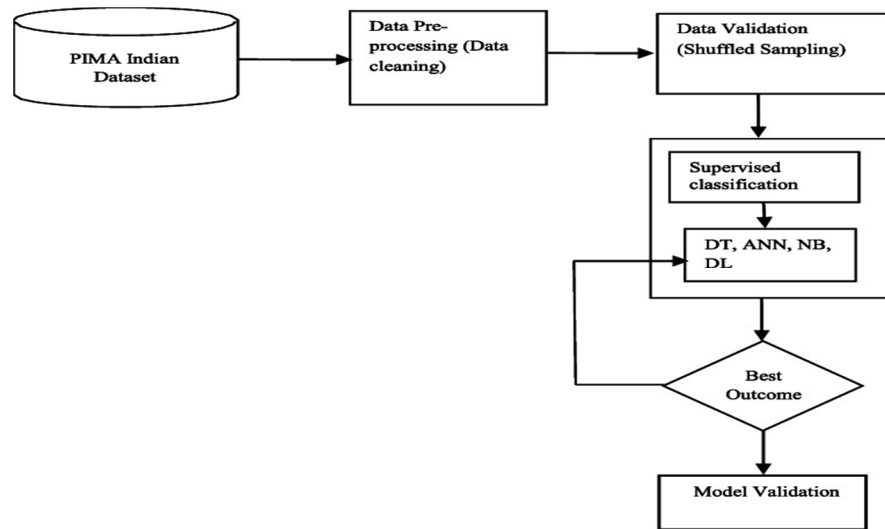 PIMA Indian
Dataset
Data Pre-
processing (Data
cleaning)
Data Validation
(Shuffled Sampling)
Supervised
classification
DT, ANN, NB,
DL
Best
Outcome
Model Validation